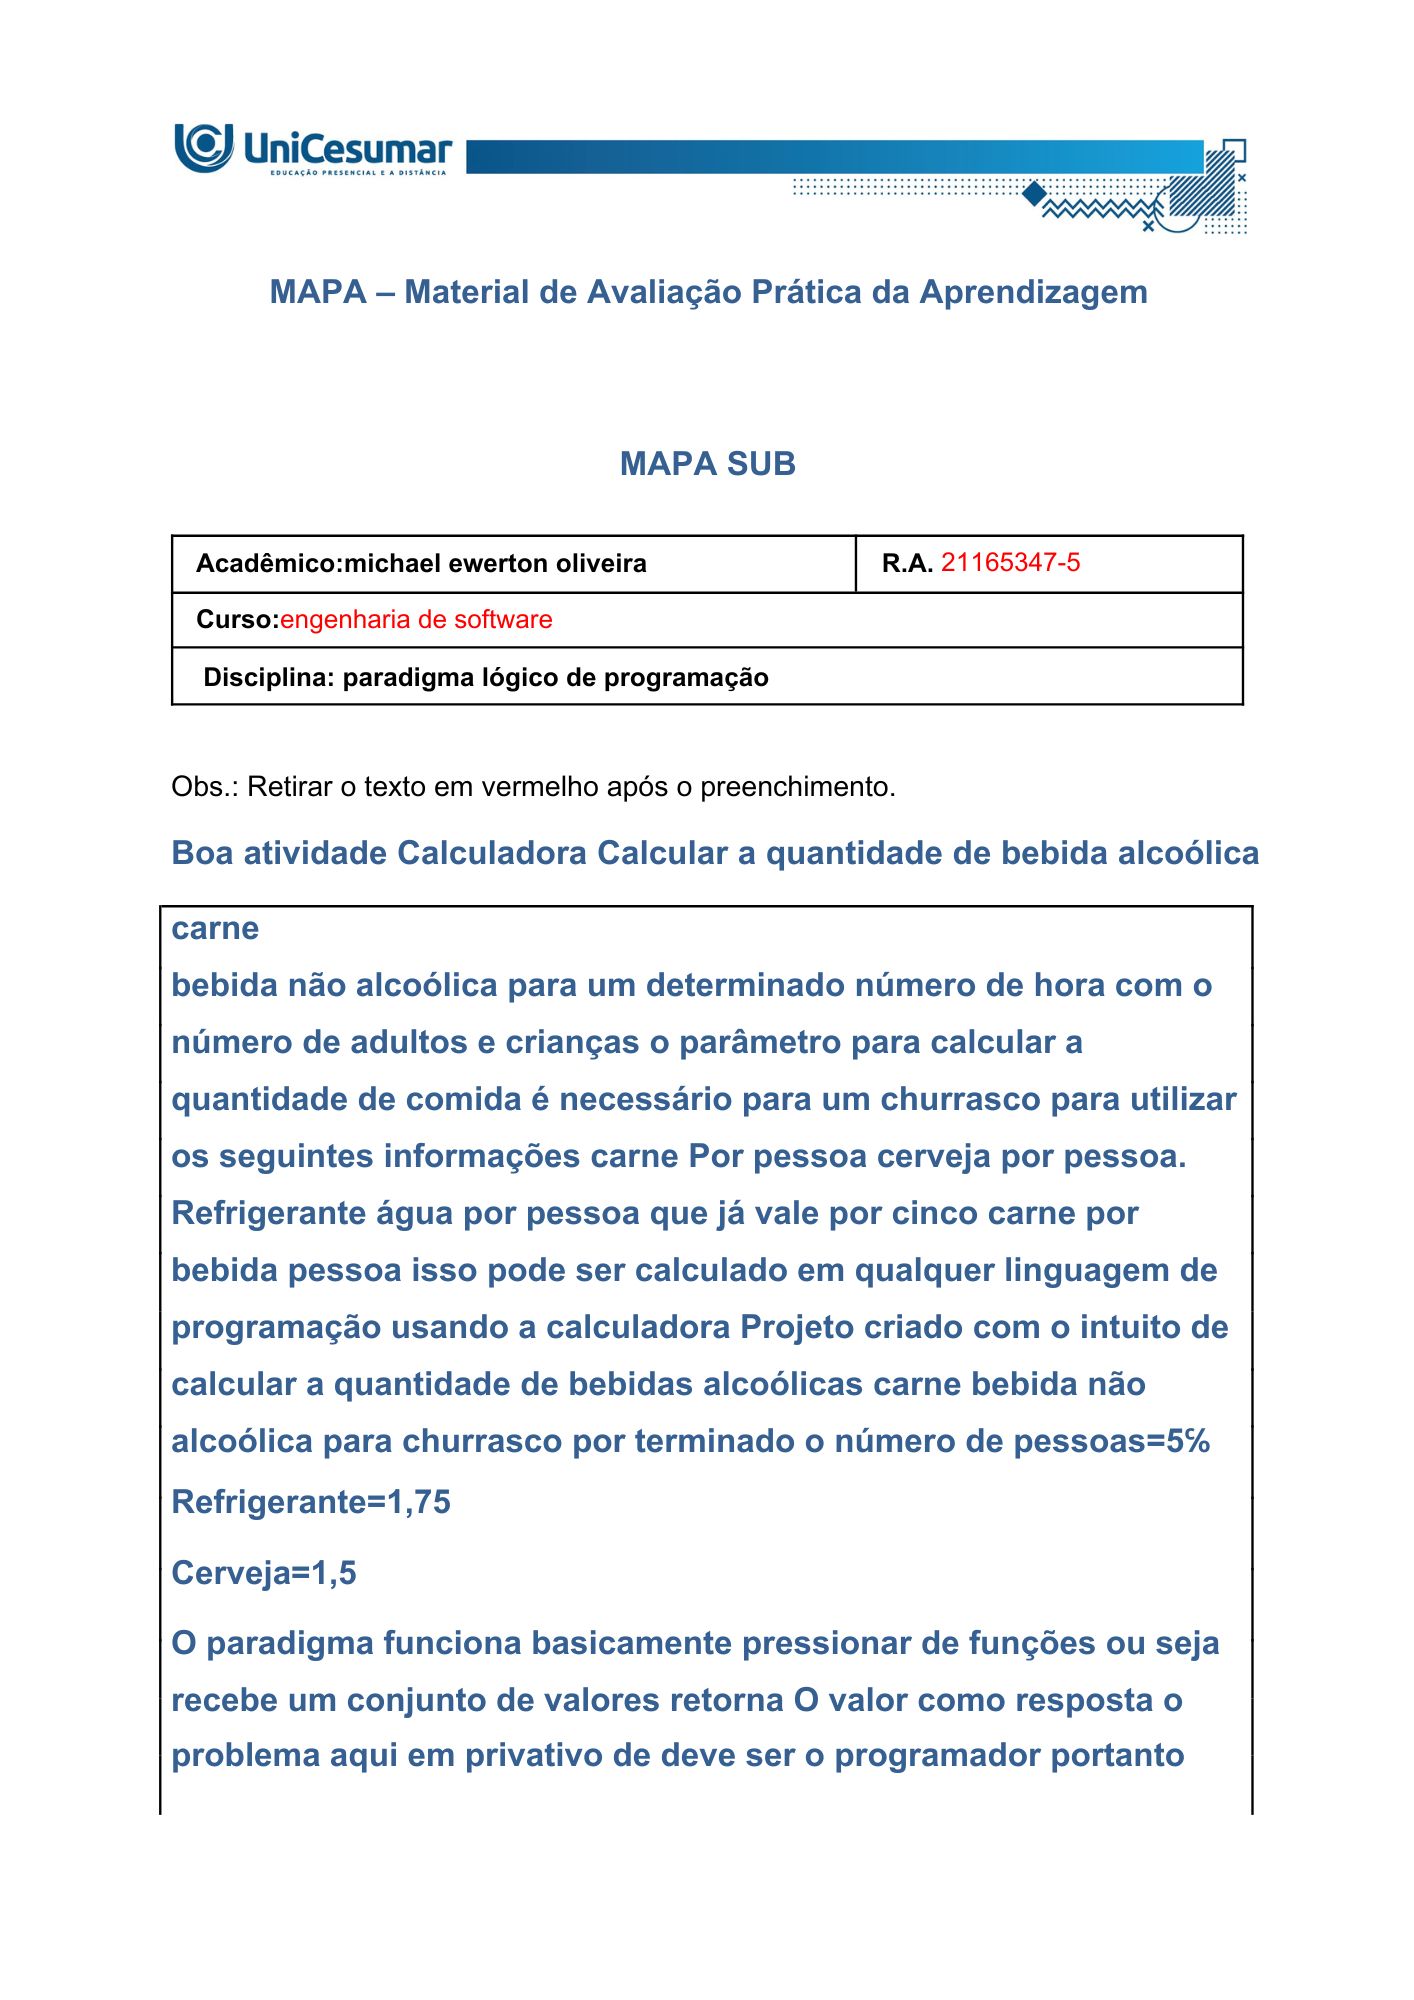 UniCesumar
EDUCAÇÃO PRESENCIAL E A DISTÂNCIA
MAPA – Material de Avaliação Prática da Aprendizagem
MAPA SUB
Acadêmico:michael ewerton oliveira R.A. 21165347-5
Curso:engenharia de software
Disciplina: paradigma lógico de programação
Obs.: Retirar o texto em vermelho após o preenchimento.
Boa atividade Calculadora Calcular a quantidade de bebida alcoólica
carne
bebida não alcoólica para um determinado número de hora com o
número de adultos e crianças o parâmetro para calcular a
quantidade de comida é necessário para um churrasco para utilizar
os seguintes informações carne Por pessoa cerveja por pessoa.
Refrigerante água por pessoa que já vale por cinco carne por
bebida pessoa isso pode ser calculado em qualquer linguagem de
programação usando a calculadora Projeto criado com o intuito de
calcular a quantidade de bebidas alcoólicas carne bebida não
alcoólica para churrasco por terminado o número de pessoas=5℅
Refrigerante=1,75
Cerveja=1,5
O paradigma funciona basicamente pressionar de funções ou seja
recebe um conjunto de valores retorna O valor como resposta o
problema aqui em privativo de deve ser o programador portanto